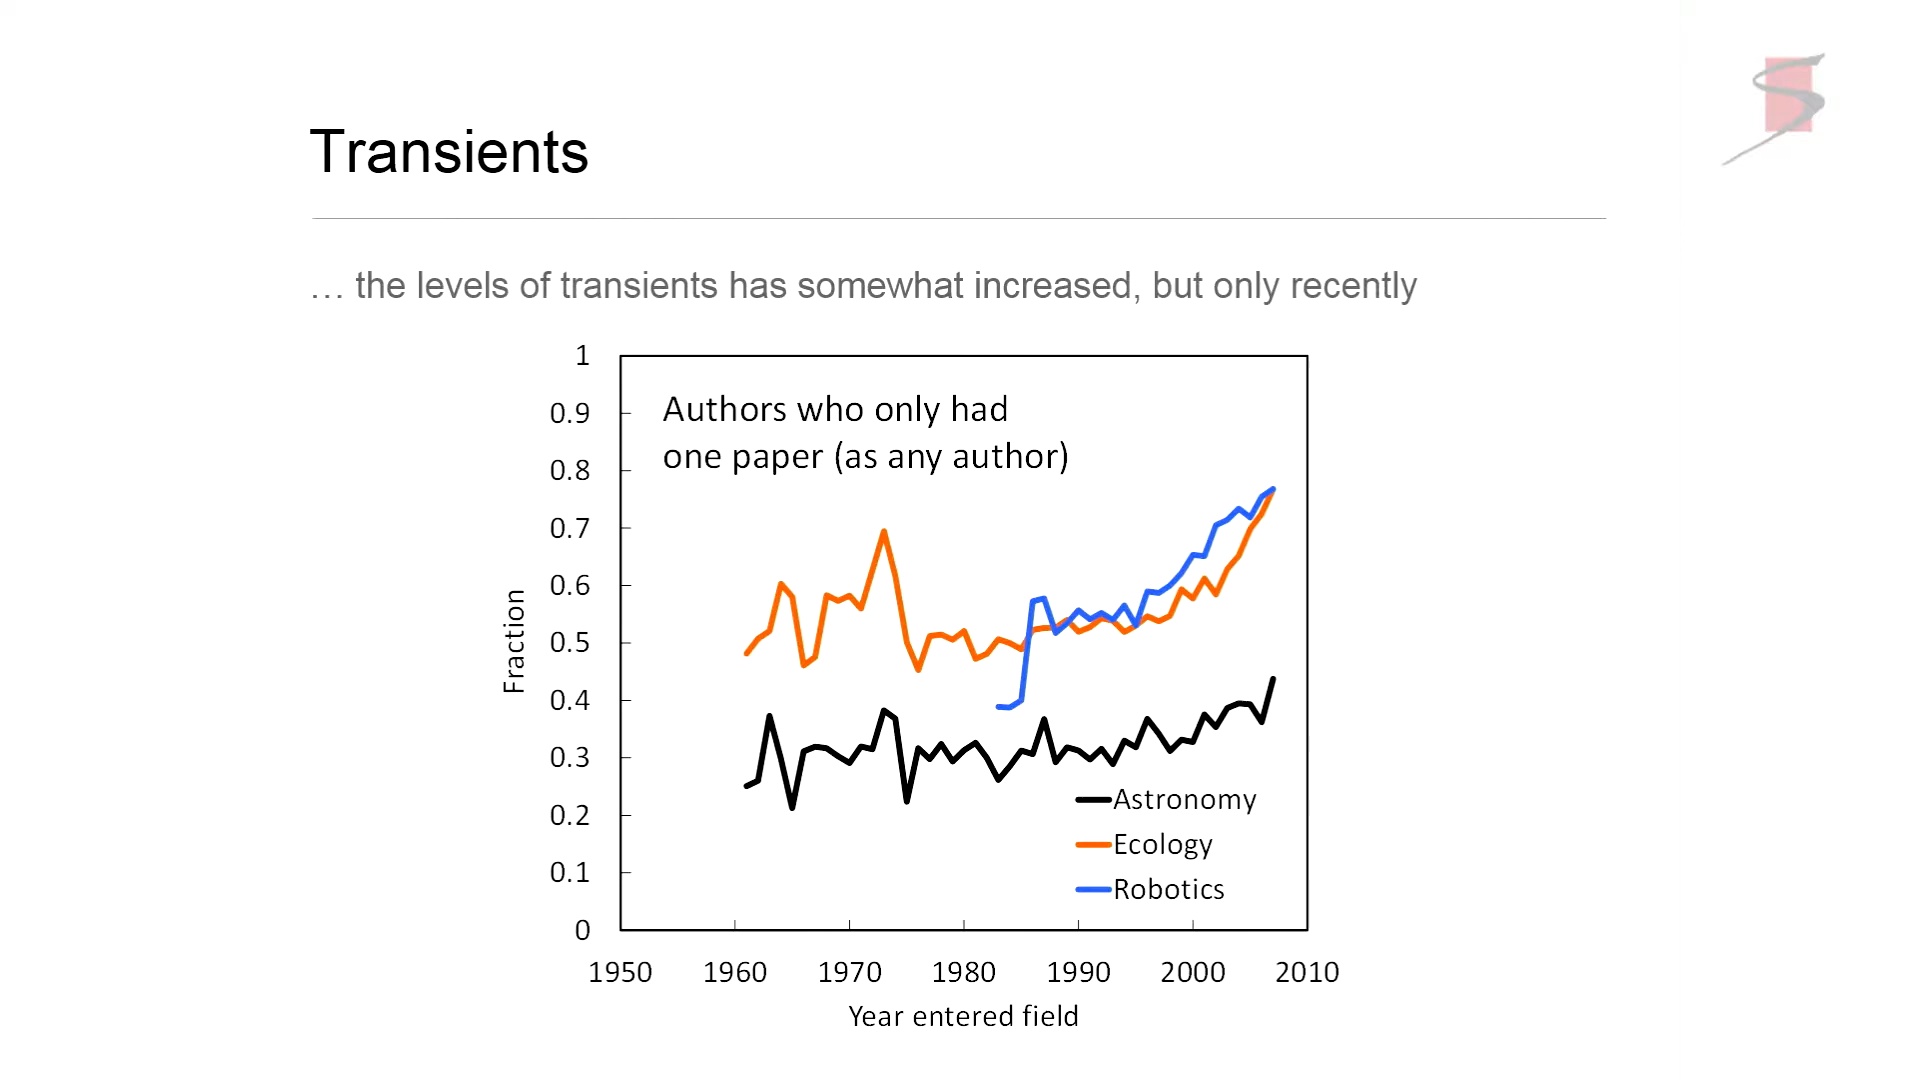 Transients
… the levels of transients has somewhat increased, but only recently
Authors who only had
one paper (as any author)
1
0.9
0.8
0.7
0.6
0.5
0.4
0.3
0.2
0.1
0
Fraction
Astronomy
Ecology
Robotics
1950 1960 1970 1980 1990 2000 2010
Year entered field